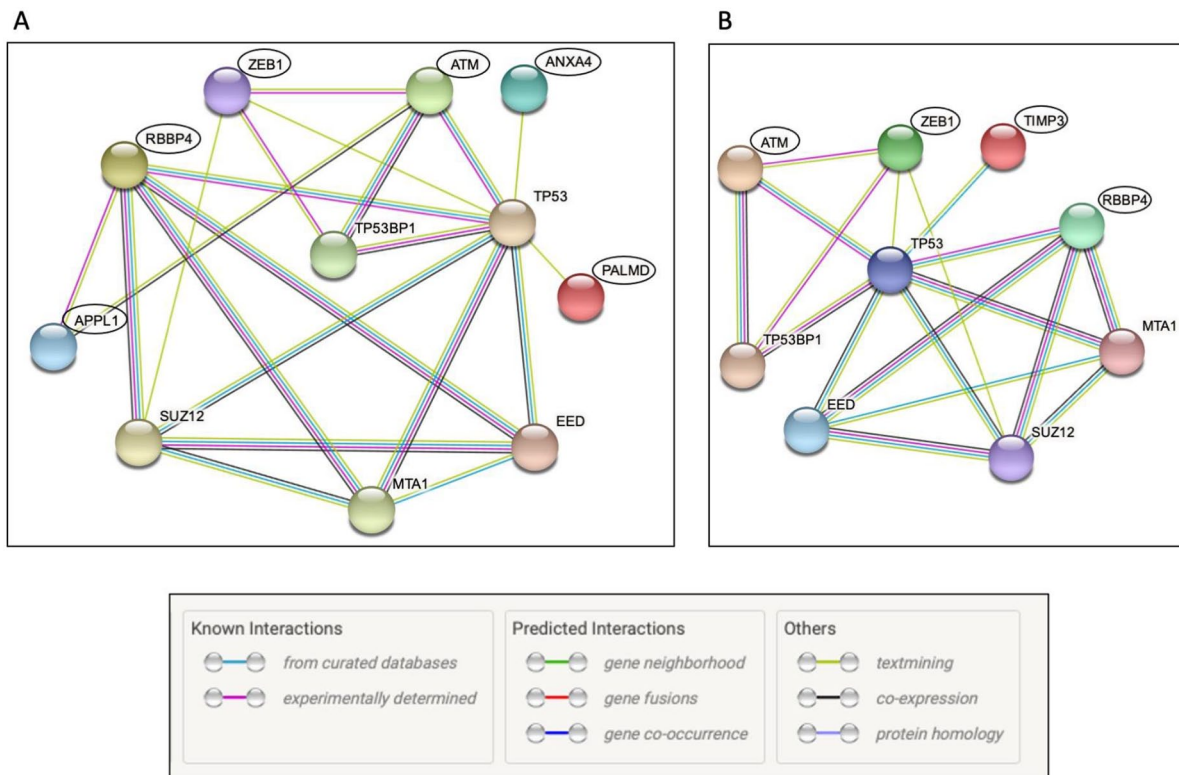 A
B
ZEB1
ATM
ANXA4
RBBP4
TP53
TP53BP1
PALMD
APPL1
SUZ12
EED
MTA1
ATM
ZEB1
TIMP3
RBBP4
TP53
MTA1
TP53BP1
EED
SUZ12
Known Interactions
from curated databases
experimentally determined
Predicted Interactions
gene neighborhood
gene fusions
gene co-occurrence
Others
textmining
co-expression
protein homology